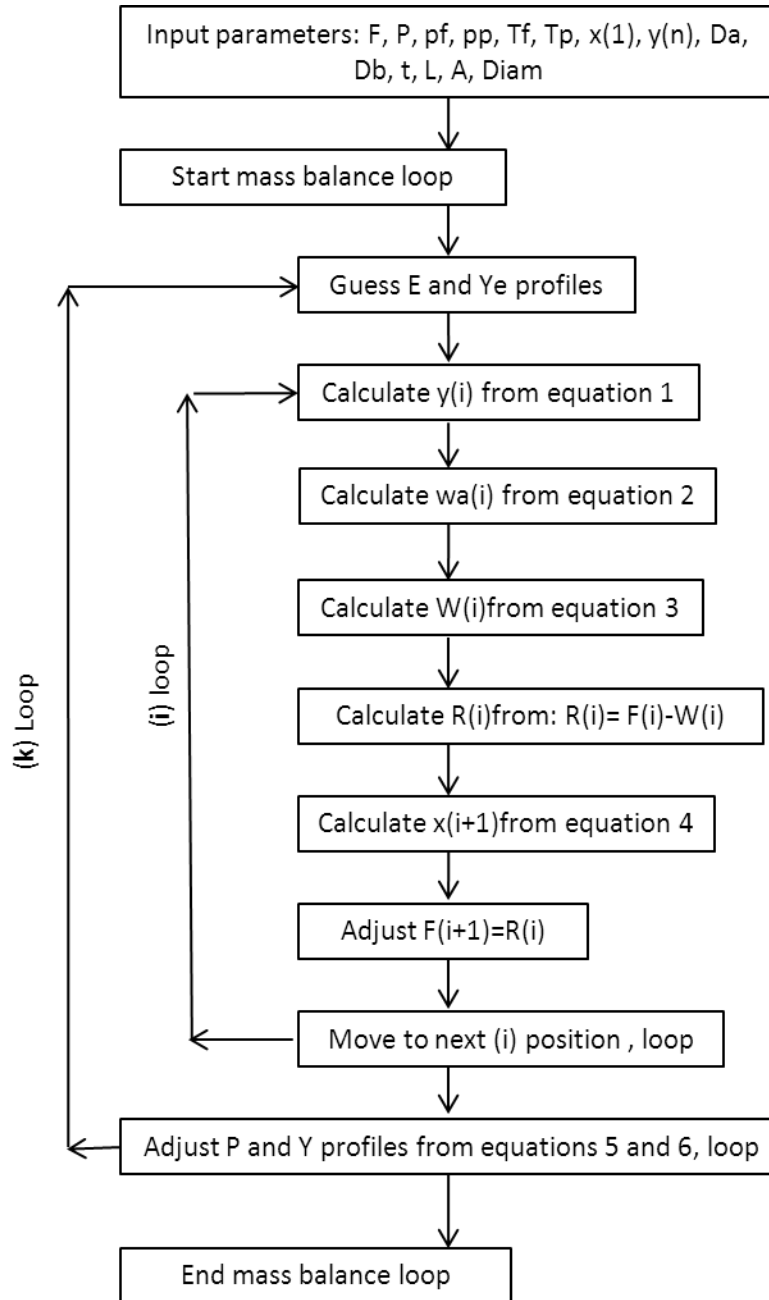 Input parameters: F, P, pf, pp, Tf, Tp, x(1), y(n), Da,
Db, t, L, A, Diam
Start mass balance loop
Guess E and Ye profiles
Calculate y(i) from equation 1
Calculate wa(i) from equation 2
Calculate W(i)from equation 3
Calculate R(i)from: R(i)= F(i)-W(i)
Calculate x(i+1)from equation 4
Adjust F(i+1)=R(i)
Move to next (i) position , loop
Adjust P and Y profiles from equations 5 and 6, loop
End mass balance loop
(k) Loop
(i) loop